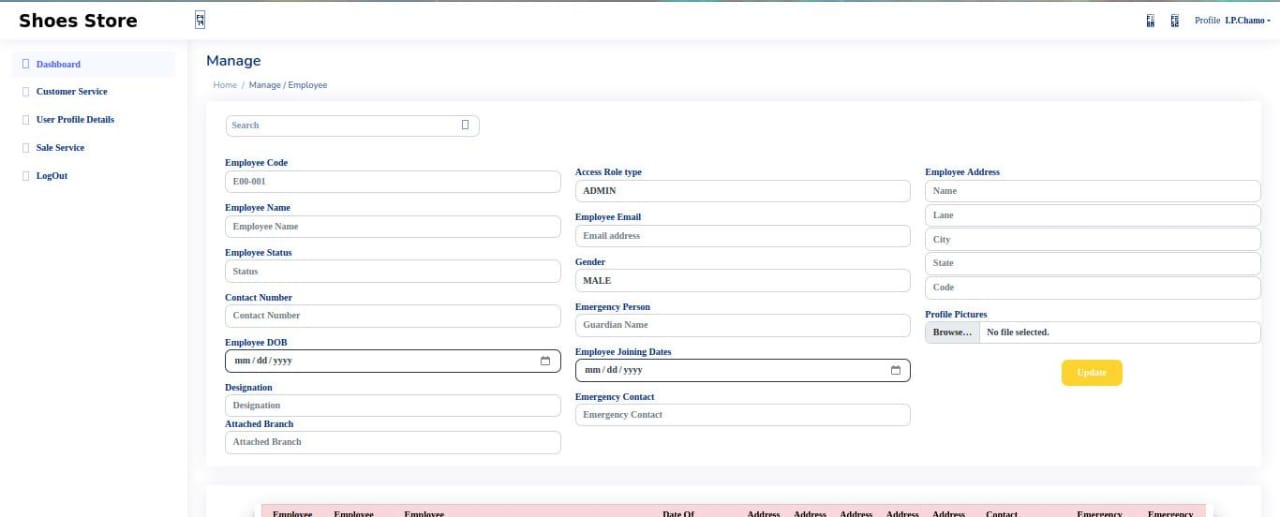 Shoes Store
Profile I.P.Chamo
Dashboard
Customer Service
User Profile Details
Sale Service
LogOut
Manage
Home / Manage / Employee
Search
Employee Code
E00-001
Employee Name
Employee Name
Employee Status
Status
Contact Number
Contact Number
Employee DOB
mm/dd/yyyy
Designation
Designation
Attached Branch
Attached Branch
Access Role type
ADMIN
Employee Email
Email address
Gender
MALE
Emergency Person
Guardian Name
Employee Joining Dates
mm/dd/yyyy
Emergency Contact
Emergency Contact
Employee Address
Name
Lane
City
State
Code
Profile Pictures
Browse... No file selected.
Update
Employee Employee Employee Date Of Address Address Address Address Address Contact Emergency Emergency